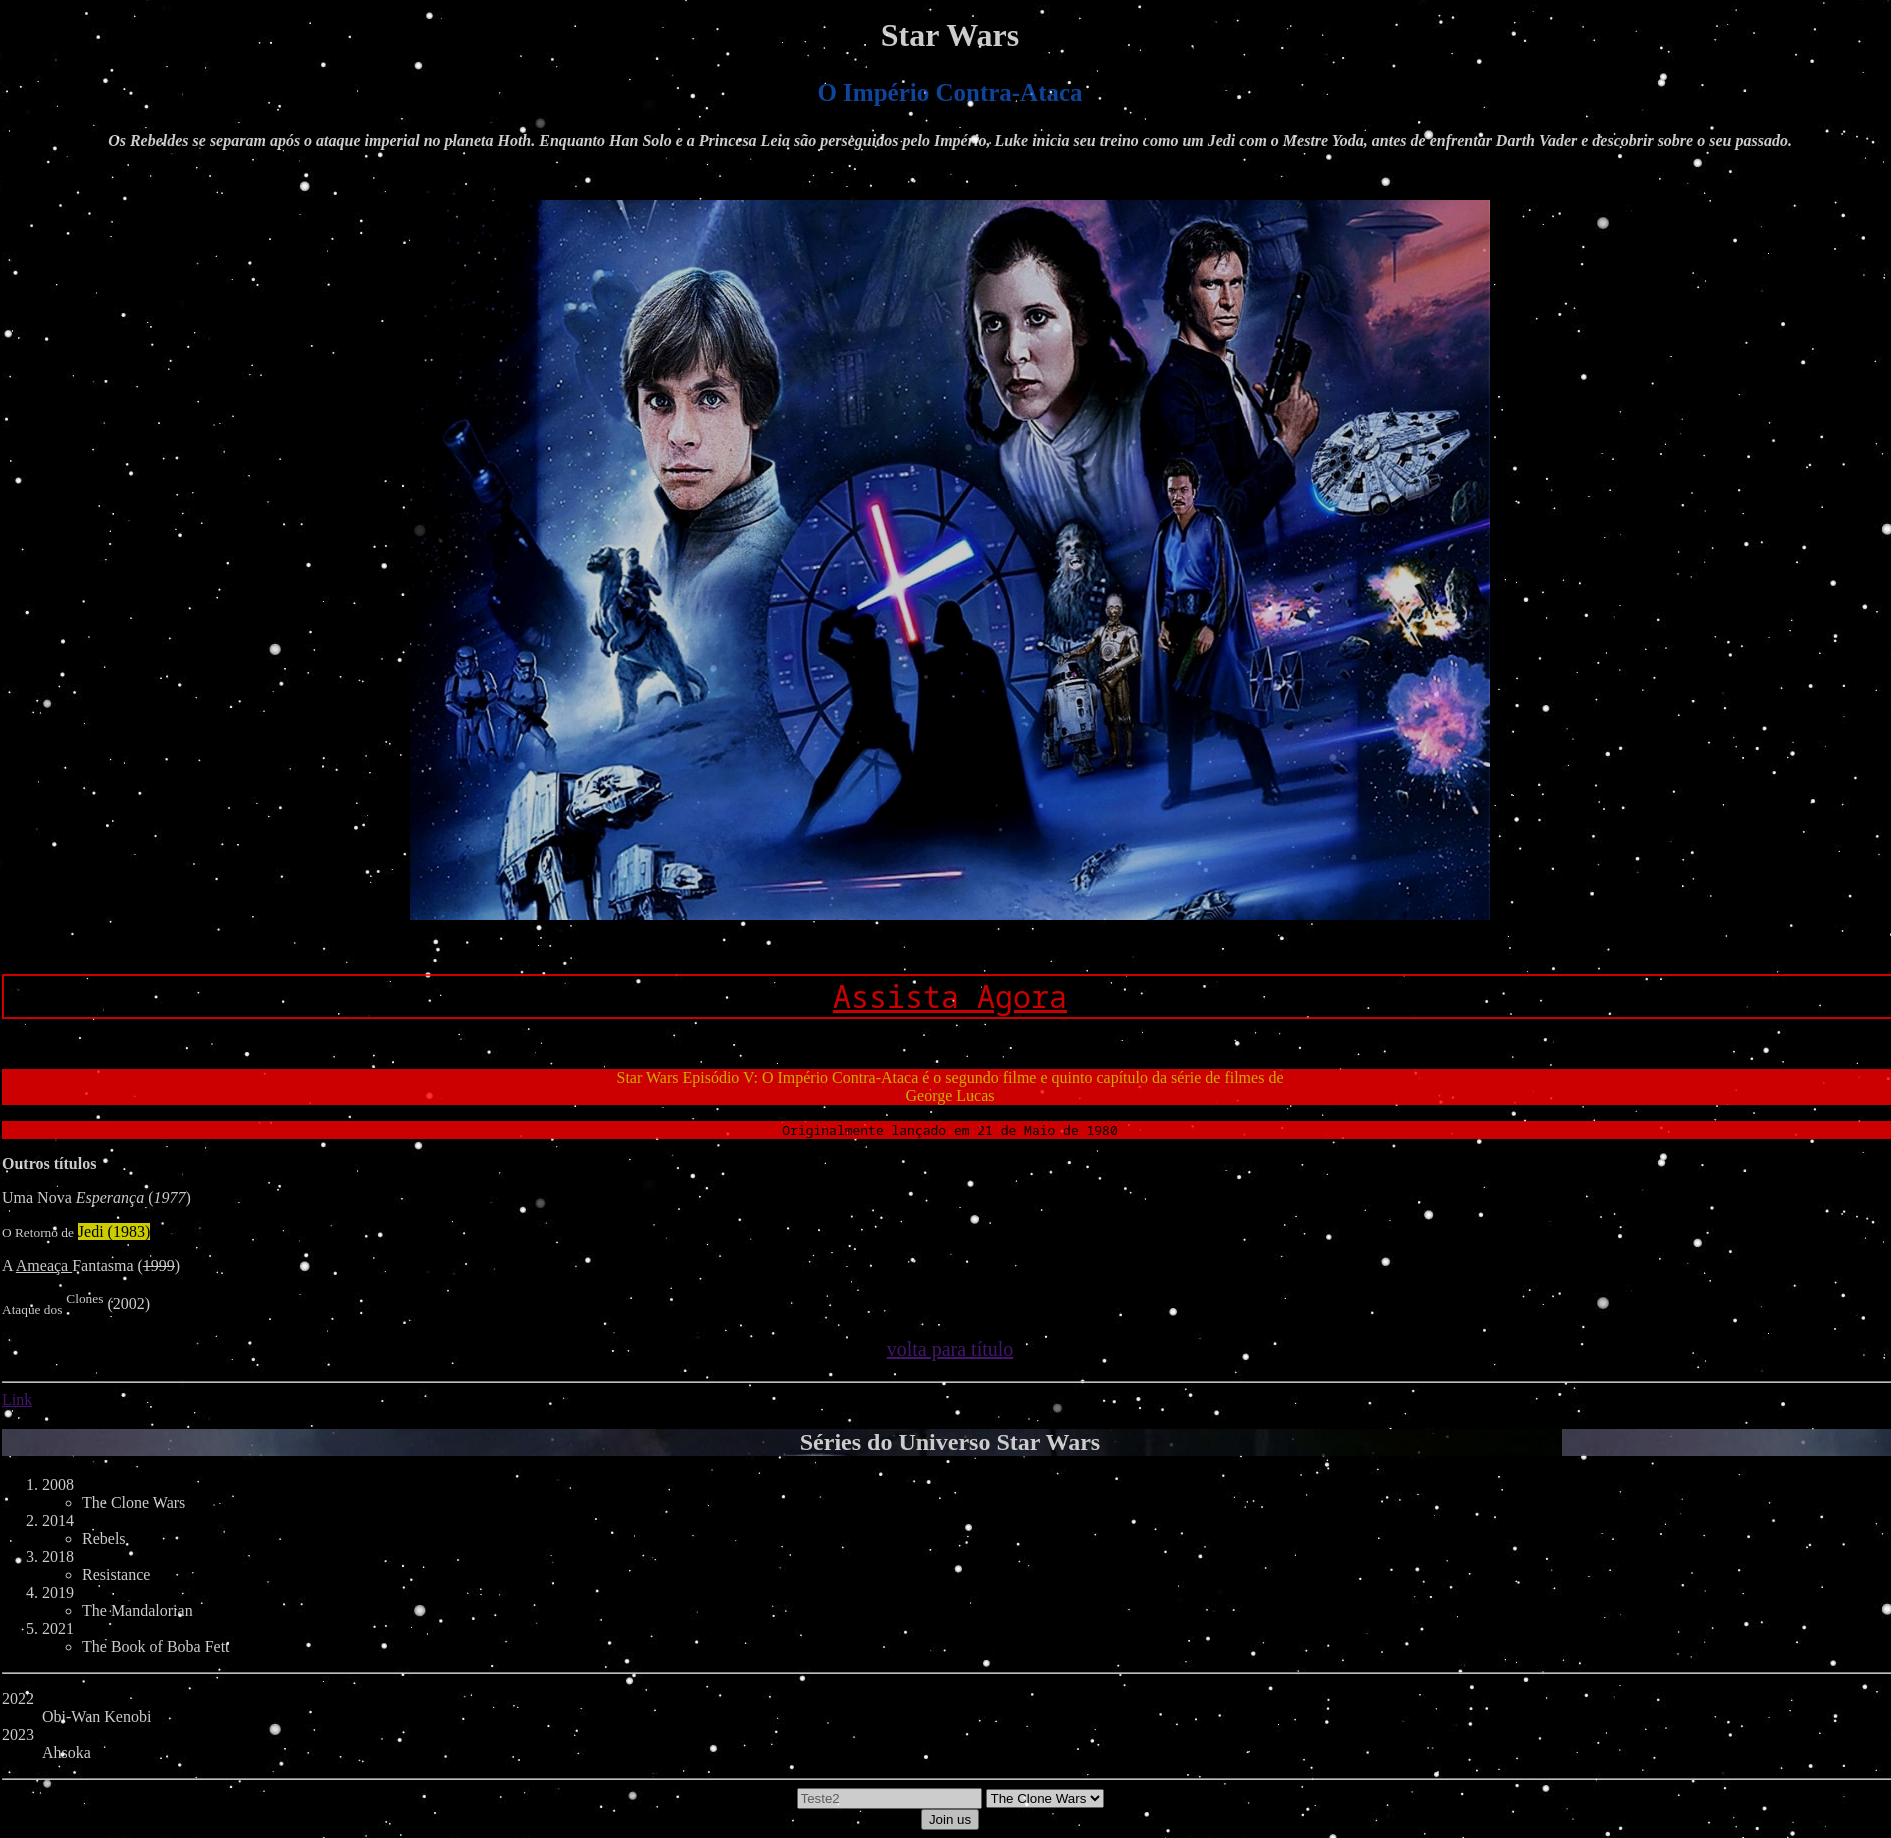 Star Wars
O Império Contra-Ataca
Os Rebeldes se separam após o ataque imperial no planeta Hoth. Enquanto Han Solo e a Princesa Leia são perseguidos pelo Império, Luke inicia seu treino como um Jedi com o Mestre Yoda, antes de enfrentar Darth Vader e descobrir sobre o seu passado.
Assista Agora
Star Wars Episódio V: O Império Contra-Ataca é o segundo filme e quinto capítulo da série de filmes de
George Lucas
Originalmente lançado em 21 de Maio de 1980
Outros títulos
Uma Nova Esperança (1977)
O Retorno de Jedi (1983)
A Ameaça Fantasma (1999)
Ataque dos Clones (2002)
volta para título
Link
Séries do Universo Star Wars
1. 2008
The Clone Wars
2. 2014
Rebels
3. 2018
Resistance
4. 2019
The Mandalorian
5. 2021
The Book of Boba Fett
2022
Obi-Wan Kenobi
2023
Ahsoka
Teste2 The Clone Wars
Join us